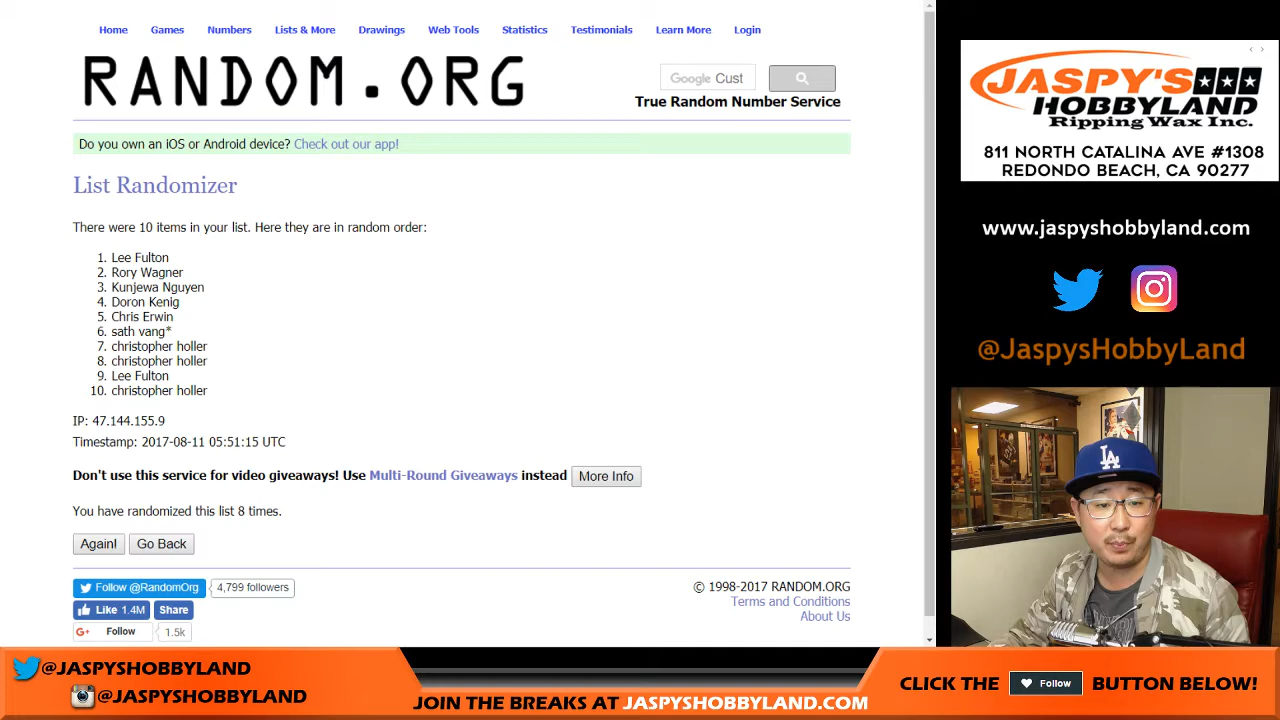 Home Games Numbers Lists & More Drawings Web Tools Statistics Testimonials Learn More Login
RANDOM.ORG
Google Cust
True Random Number Service
Do you own an iOS or Android device? Check out our app!
List Randomizer
There were 10 items in your list. Here they are in random order:
1. Lee Fulton
2. Rory Wagner
3. Kunjewa Nguyen
4. Doron Kenig
5. Chris Erwin
6. sath vang*
7. christopher holler
8. christopher holler
9. Lee Fulton
10. christopher holler
IP: 47.144.155.9
Timestamp: 2017-08-11 05:51:15 UTC
Don't use this service for video giveaways! Use Multi-Round Giveaways instead More Info
You have randomized this list 8 times.
Again! Go Back
Follow @RandomOrg 4,799 followers
Like 1.4M Share
Follow 1.5k
© 1998-2017 RANDOM.ORG
Terms and Conditions
About Us
JASPY'S
HOBBYLAND
Ripping Wax Inc.
811 NORTH CATALINA AVE #1308
REDONDO BEACH, CA 90277
www.jaspyshobbyland.com
@JaspysHobbyLand
LA
@JASPYSHOBBYLAND
@JASPYSHOBBYLAND
JOIN THE BREAKS AT JASPYSHOBBYLAND.COM
CLICK THE Follow BUTTON BELOW!